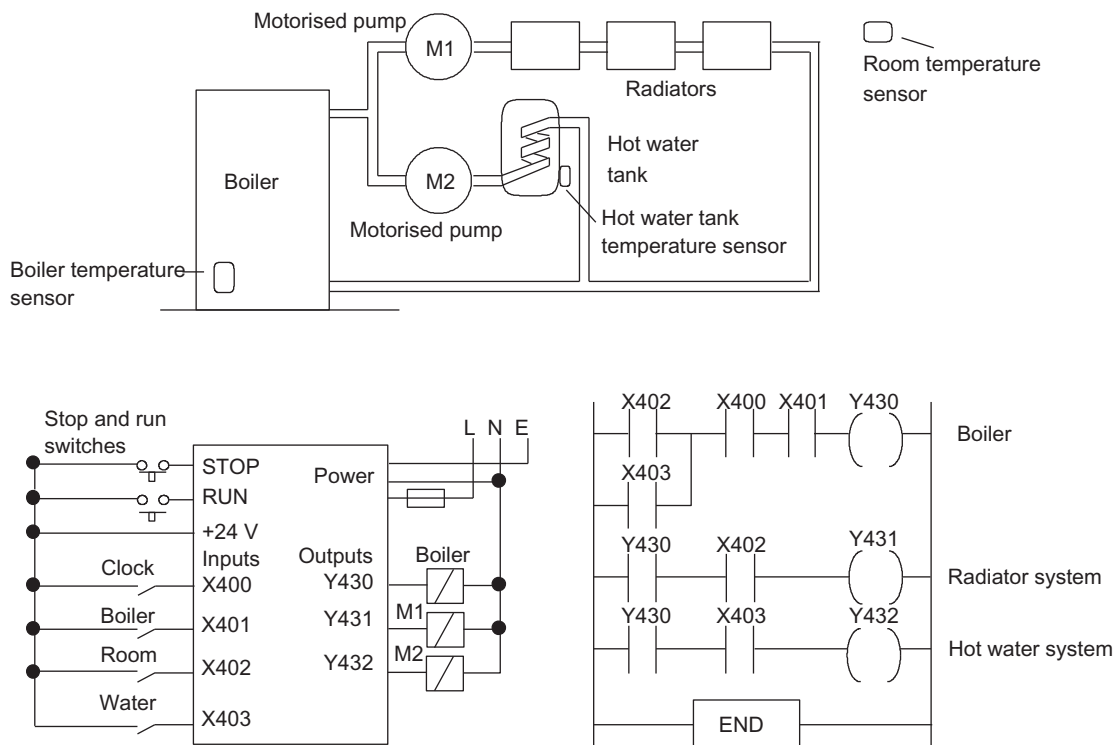 Motorised pump
M1
Radiators
Room temperature
sensor
Boiler
M2
Motorised pump
Hot water
tank
Hot water tank
temperature sensor
Boiler temperature
sensor
Stop and run
switches
STOP
RUN
+24 V
Inputs
Clock
X400
Boiler
X401
Room
X402
Water
X403
Power
L N E
Outputs
Boiler
Y430
M1
Y431
M2
Y432
X402 X400 X401 Y430
Boiler
X403
Y430 X402 Y431
Radiator system
Y430 X403 Y432
Hot water system
END